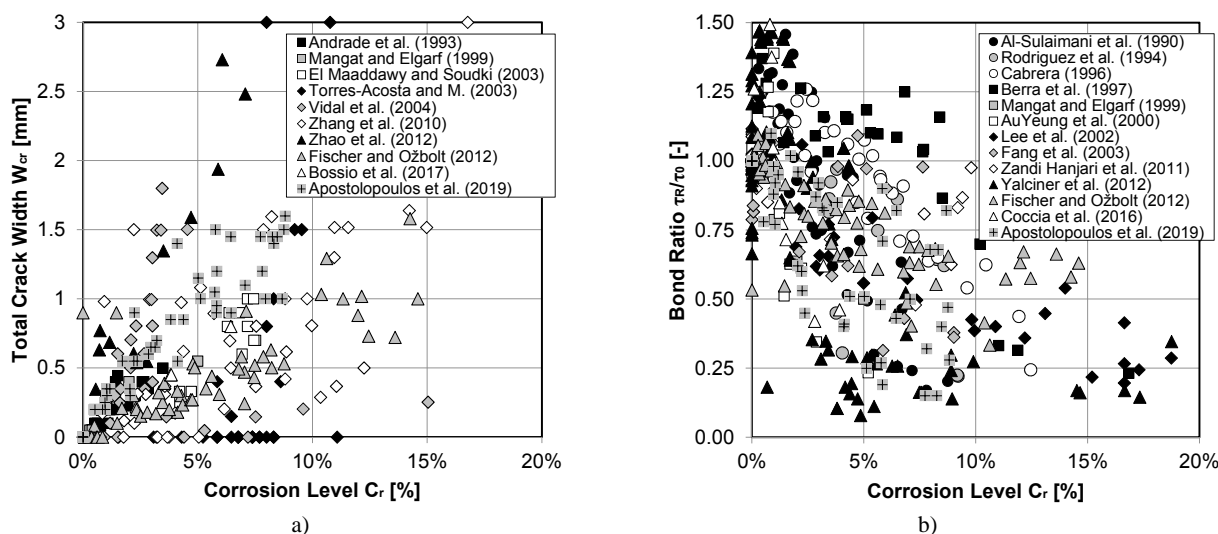 3
2.5
2
1.5
1
0.5
0
0%
5%
10%
15%
20%
Total Crack Width Wcr [mm]
Corrosion Level Cr [%]
Andrade et al. (1993)
Mangat and Elgarf (1999)
El Maaddawy and Soudki (2003)
Torres-Acosta and M. (2003)
Vidal et al. (2004)
Zhang et al. (2010)
Zhao et al. (2012)
Fischer and Ožbolt (2012)
Bossio et al. (2017)
Apostolopoulos et al. (2019)
a)
1.50
1.25
1.00
0.75
0.50
0.25
0.00
0%
5%
10%
15%
20%
Bond Ratio τR/τ0 [-]
Corrosion Level Cr [%]
Al-Sulaimani et al. (1990)
Rodriguez et al. (1994)
Cabrera (1996)
Berra et al. (1997)
Mangat and Elgarf (1999)
AuYeung et al. (2000)
Lee et al. (2002)
Fang et al. (2003)
Zandi Hanjari et al. (2011)
Yalciner et al. (2012)
Fischer and Ožbolt (2012)
Coccia et al. (2016)
Apostolopoulos et al. (2019)
b)